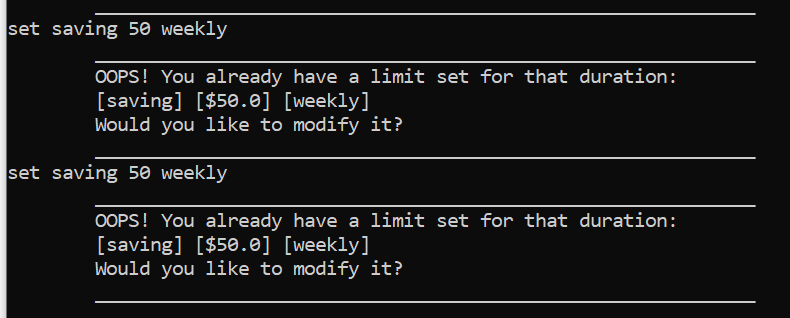 set saving 50 weekly
OOPS! You already have a limit set for that duration:
[saving] [$50.0] [weekly]
Would you like to modify it?
set saving 50 weekly
OOPS! You already have a limit set for that duration:
[saving] [$50.0] [weekly]
Would you like to modify it?